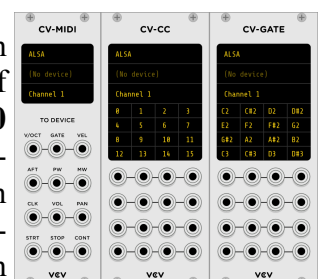 CV-MIDI
ALSA
(No device)
Channel 1
TO DEVICE
V/OCT GATE VEL
AFT PW MW
CLK VOL PAN
STRT STOP CONT
VCV
CV-CC
ALSA
(No device)
Channel 1
0 1 2 3
4 5 6 7
8 9 10 11
12 13 14 15
VCV
CV-GATE
ALSA
(No device)
Channel 1
C2 C#2 D2 D#2
E2 F2 F#2 G2
G#2 A2 A#2 B2
C3 C#3 D3 D#3
VCV